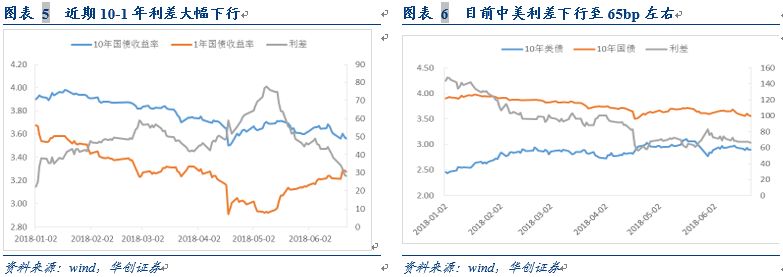 图表 5 近期 10-1 年利差大幅下行
10年国债收益率 1年国债收益率 利差
4.20 90
4.00 80
70
3.80 60
3.60 50
3.40 40
30
3.20 20
3.00 10
2.80 0
2018-01-02 2018-02-02 2018-03-02 2018-04-02 2018-05-02 2018-06-02
资料来源：wind，华创证券
图表 6 目前中美利差下行至 65bp 左右
10年美债 10年国债 利差
4.50 160
140
4.00 120
3.50 100
80
3.00 60
2.50 40
20
2.00 0
2018-01-02 2018-02-02 2018-03-02 2018-04-02 2018-05-02 2018-06-02
资料来源：wind，华创证券